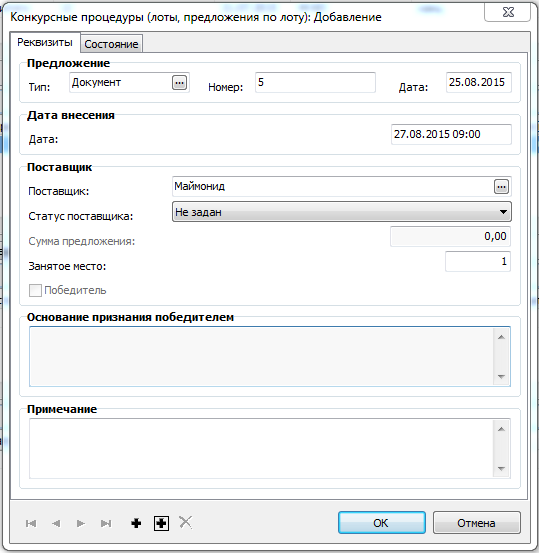 Конкурсные процедуры (лоты, предложения по лоту): Добавление
Реквизиты Состояние
Предложение
Тип: Документ ... Номер: 5 Дата: 25.08.2015
Дата внесения
Дата: 27.08.2015 09:00
Поставщик
Поставщик: Маймонид ...
Статус поставщика: Не задан
Сумма предложения: 0,00
Занятое место: 1
Победитель
Основание признания победителем
Примечание
OK Отмена